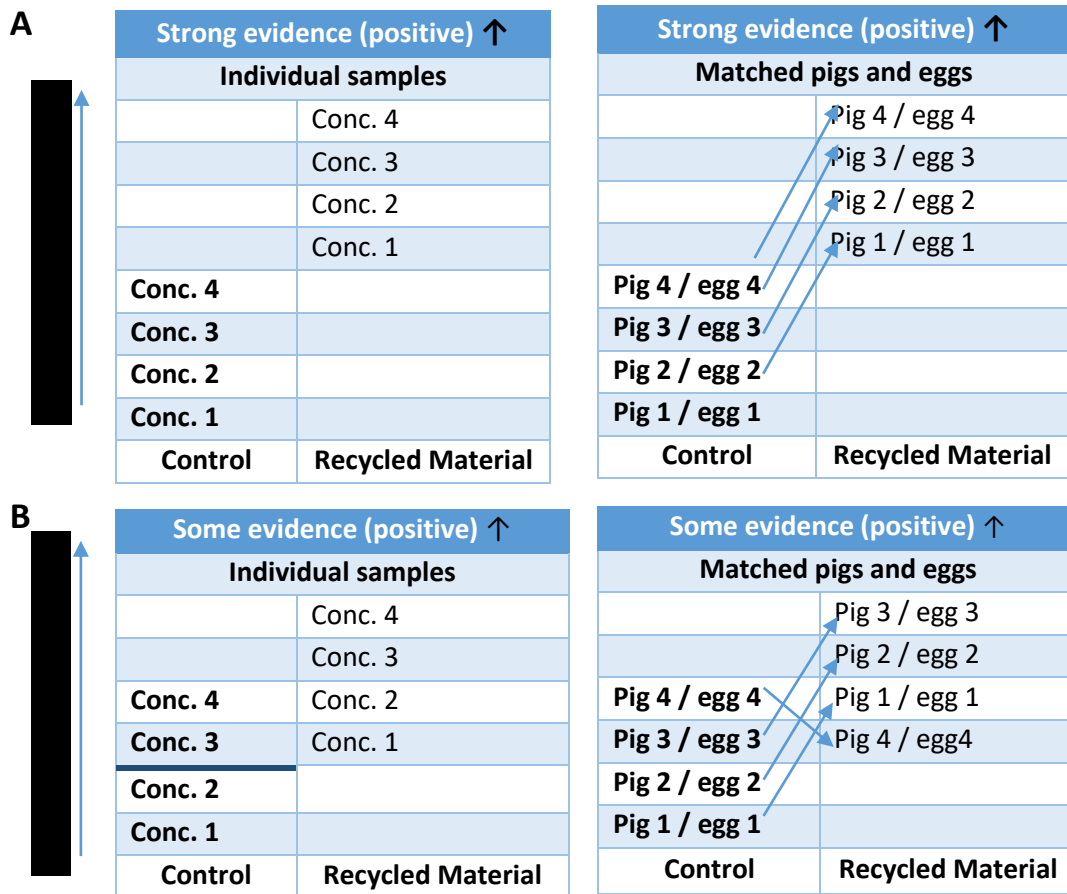 A
Strong evidence (positive) ↑
Individual samples
Conc. 4
Conc. 3
Conc. 2
Conc. 1
Conc. 4
Conc. 3
Conc. 2
Conc. 1
Control Recycled Material
Strong evidence (positive) ↑
Matched pigs and eggs
Pig 4 / egg 4
Pig 3 / egg 3
Pig 2 / egg 2
Pig 1 / egg 1
Pig 4 / egg 4
Pig 3 / egg 3
Pig 2 / egg 2
Pig 1 / egg 1
Control Recycled Material
B
Some evidence (positive) ↑
Individual samples
Conc. 4
Conc. 3
Conc. 4 Conc. 2
Conc. 3 Conc. 1
Conc. 2
Conc. 1
Control Recycled Material
Some evidence (positive) ↑
Matched pigs and eggs
Pig 3 / egg 3
Pig 2 / egg 2
Pig 4 / egg 4 Pig 1 / egg 1
Pig 3 / egg 3 Pig 4 / egg4
Pig 2 / egg 2
Pig 1 / egg 1
Control Recycled Material